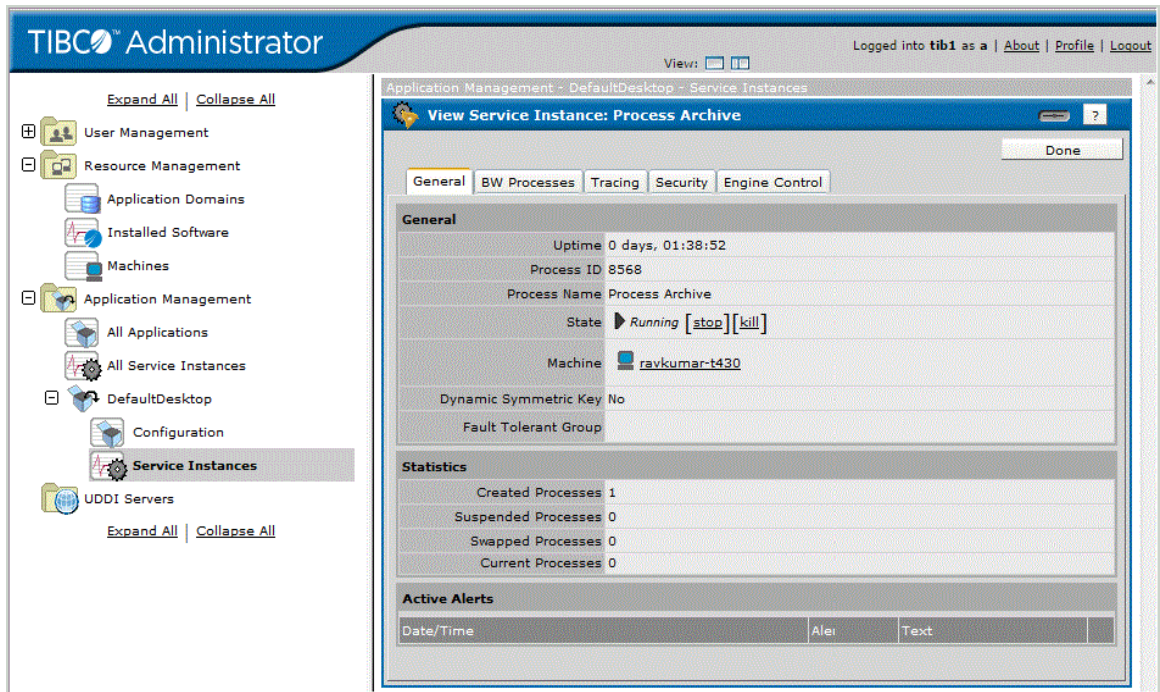 TIBCO™ Administrator
Logged into tib1 as a | About | Profile | Logout
View:
Expand All | Collapse All
User Management
Resource Management
Application Domains
Installed Software
Machines
Application Management
All Applications
All Service Instances
DefaultDesktop
Configuration
Service Instances
UDDI Servers
Expand All | Collapse All
Application Management - DefaultDesktop - Service Instances
View Service Instance: Process Archive
?
Done
General BW Processes Tracing Security Engine Control
General
Uptime 0 days, 01:38:52
Process ID 8568
Process Name Process Archive
State Running [stop][kill]
Machine ravkumar-t430
Dynamic Symmetric Key No
Fault Tolerant Group
Statistics
Created Processes 1
Suspended Processes 0
Swapped Processes 0
Current Processes 0
Active Alerts
Date/Time Aler Text